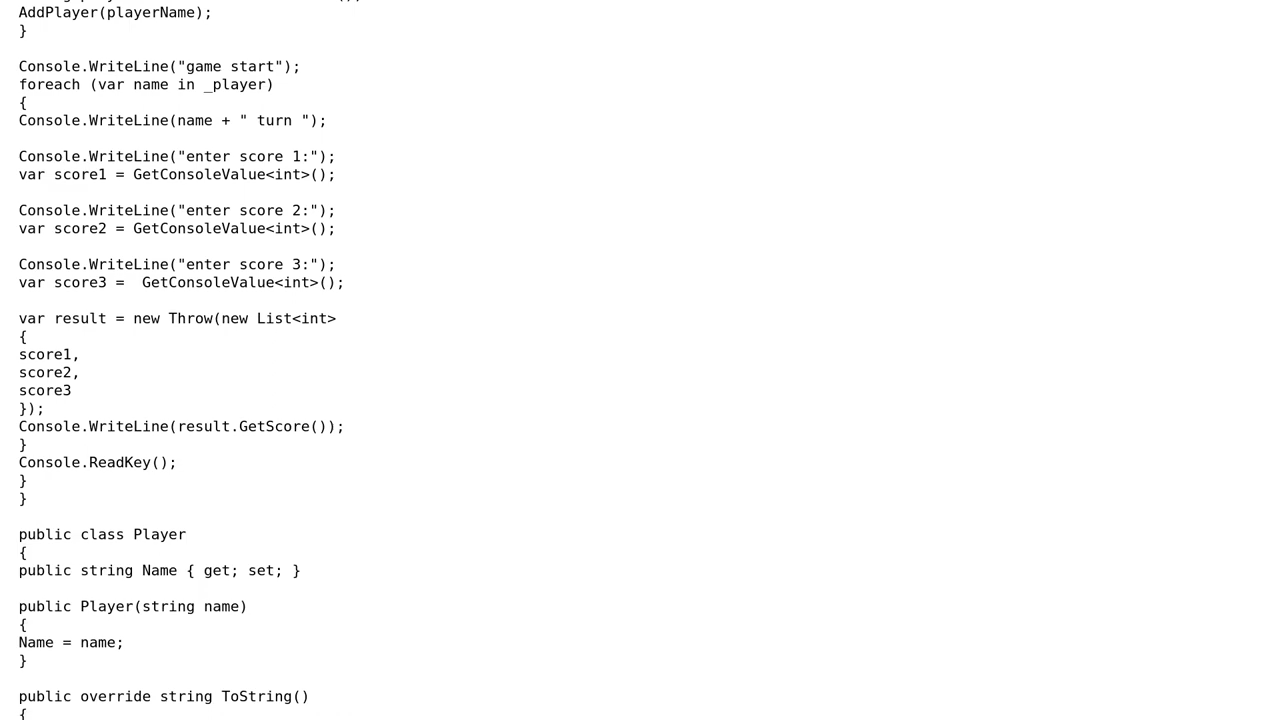 AddPlayer(playerName);
}
Console.WriteLine("game start");
foreach (var name in _player)
{
Console.WriteLine(name + " turn ");
Console.WriteLine("enter score 1:");
var score1 = GetConsoleValue<int>();
Console.WriteLine("enter score 2:");
var score2 = GetConsoleValue<int>();
Console.WriteLine("enter score 3:");
var score3 =  GetConsoleValue<int>();
var result = new Throw(new List<int>
{
score1,
score2,
score3
});
Console.WriteLine(result.GetScore());
}
Console.ReadKey();
}
}
public class Player
{
public string Name { get; set; }
public Player(string name)
{
Name = name;
}
public override string ToString()
{